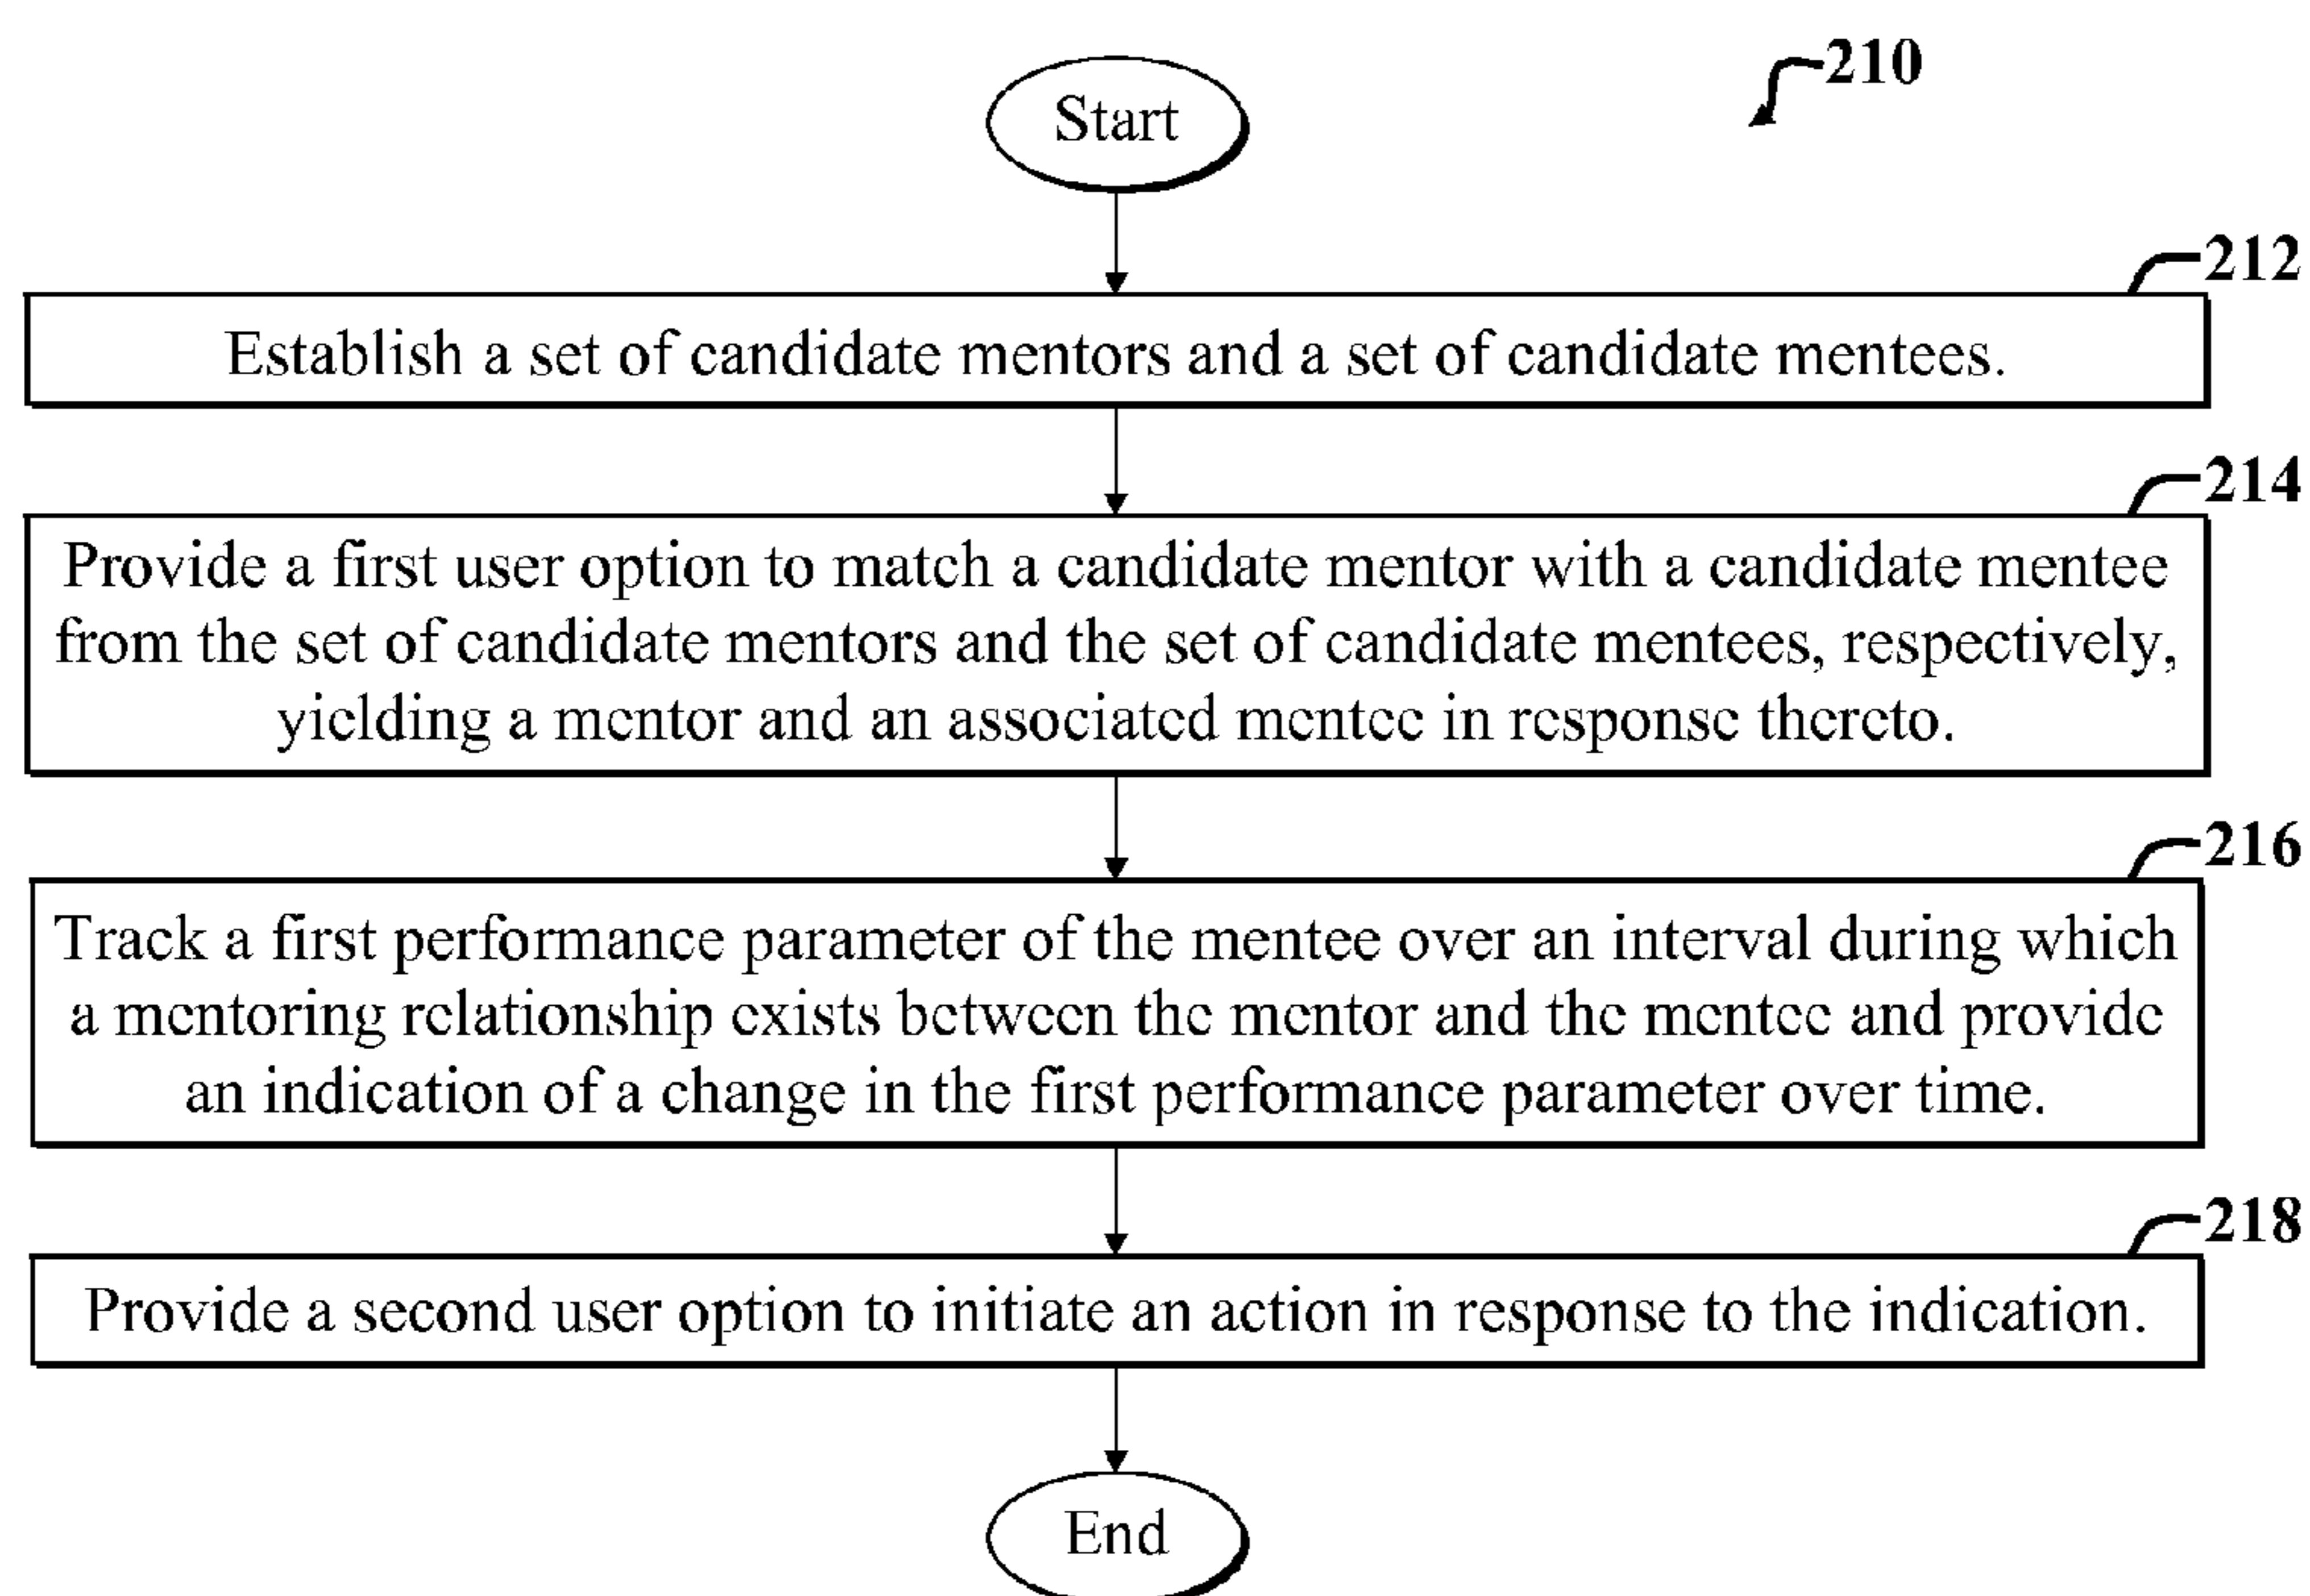 210
Start
212
Establish a set of candidate mentors and a set of candidate mentees.
214
Provide a first user option to match a candidate mentor with a candidate mentee
from the set of candidate mentors and the set of candidate mentees, respectively,
yielding a mentor and an associated mentee in response thereto.
216
Track a first performance parameter of the mentee over an interval during which
a mentoring relationship exists between the mentor and the mentee and provide
an indication of a change in the first performance parameter over time.
218
Provide a second user option to initiate an action in response to the indication.
End